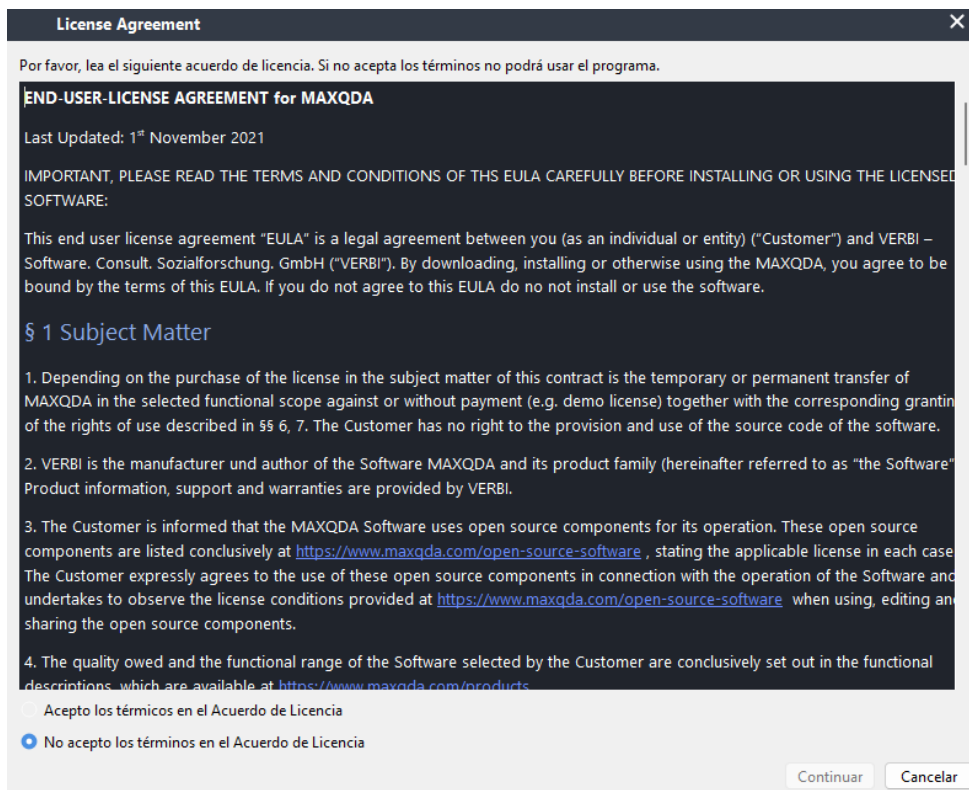 License Agreement
Por favor, lea el siguiente acuerdo de licencia. Si no acepta los términos no podrá usar el programa.
END-USER-LICENSE AGREEMENT for MAXQDA
Last Updated: 1st November 2021
IMPORTANT, PLEASE READ THE TERMS AND CONDITIONS OF THS EULA CAREFULLY BEFORE INSTALLING OR USING THE LICENSED
SOFTWARE:
This end user license agreement “EULA” is a legal agreement between you (as an individual or entity) (“Customer”) and VERBI –
Software. Consult. Sozialforschung. GmbH (“VERBI”). By downloading, installing or otherwise using the MAXQDA, you agree to be
bound by the terms of this EULA. If you do not agree to this EULA do no not install or use the software.
§ 1 Subject Matter
1. Depending on the purchase of the license in the subject matter of this contract is the temporary or permanent transfer of
MAXQDA in the selected functional scope against or without payment (e.g. demo license) together with the corresponding grantin
of the rights of use described in §§ 6, 7. The Customer has no right to the provision and use of the source code of the software.
2. VERBI is the manufacturer und author of the Software MAXQDA and its product family (hereinafter referred to as “the Software”
Product information, support and warranties are provided by VERBI.
3. The Customer is informed that the MAXQDA Software uses open source components for its operation. These open source
components are listed conclusively at https://www.maxqda.com/open-source-software , stating the applicable license in each case
The Customer expressly agrees to the use of these open source components in connection with the operation of the Software and
undertakes to observe the license conditions provided at https://www.maxqda.com/open-source-software when using, editing and
sharing the open source components.
4. The quality owed and the functional range of the Software selected by the Customer are conclusively set out in the functional
descriptions, which are available at https://www.maxqda.com/products
Acepto los térmicos en el Acuerdo de Licencia
No acepto los términos en el Acuerdo de Licencia
Continuar Cancelar